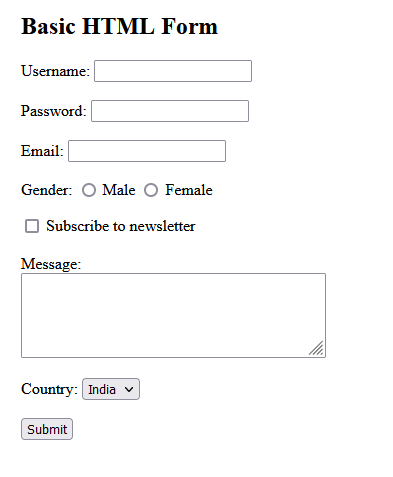 Basic HTML Form
Username:
Password:
Email:
Gender: Male Female
Subscribe to newsletter
Message:
Country: India
Submit